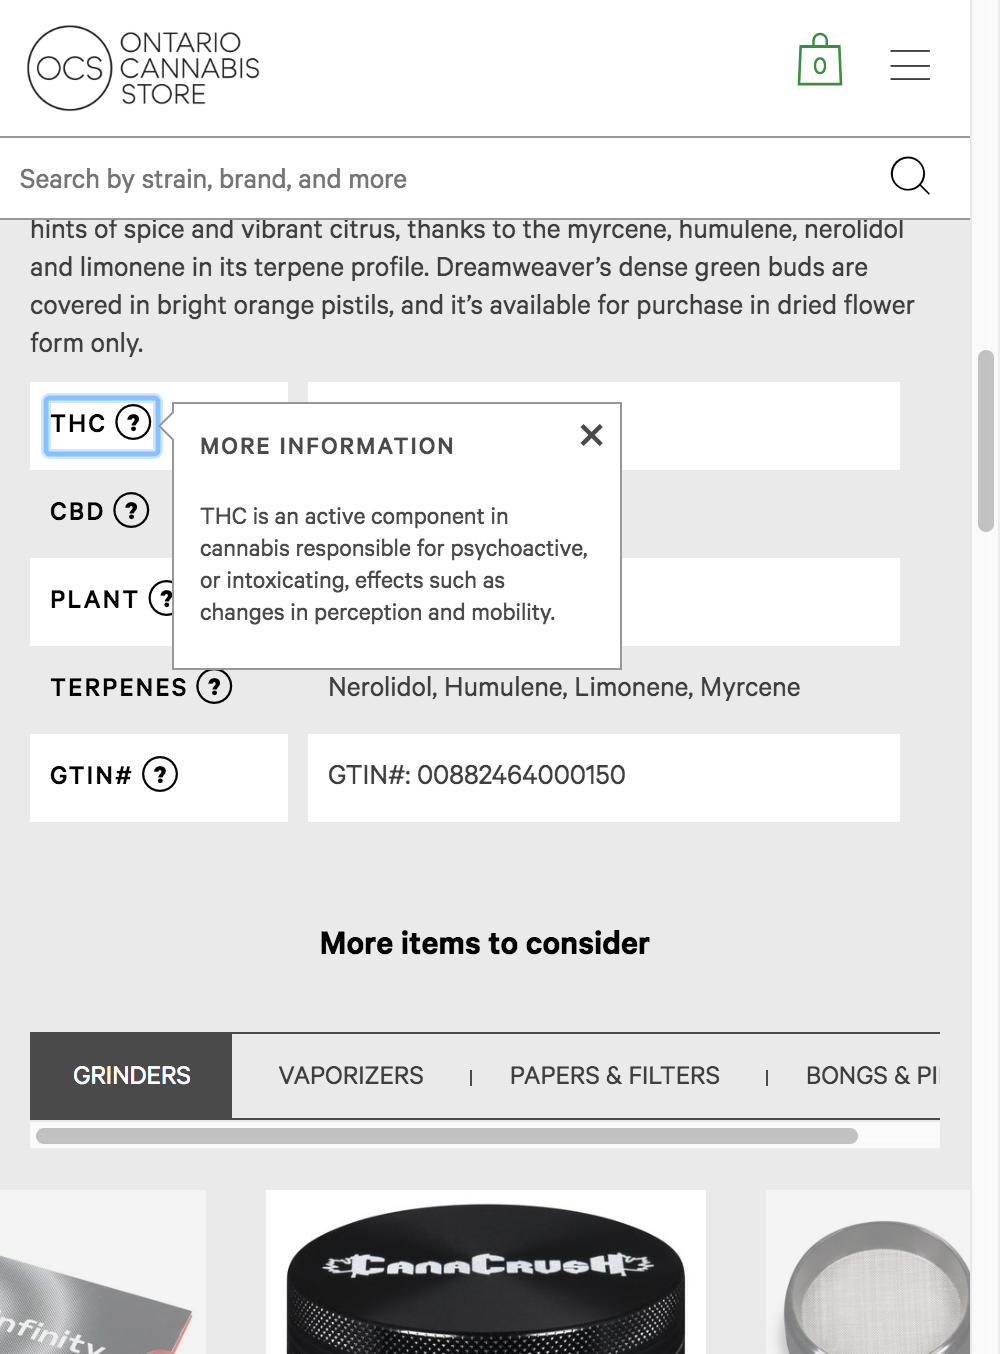 OCS
ONTARIO
CANNABIS
STORE
0
Search by strain, brand, and more
hints of spice and vibrant citrus, thanks to the myrcene, humulene, nerolidol
and limonene in its terpene profile. Dreamweaver’s dense green buds are
covered in bright orange pistils, and it’s available for purchase in dried flower
form only.
THC ?
MORE INFORMATION
THC is an active component in
cannabis responsible for psychoactive,
or intoxicating, effects such as
changes in perception and mobility.
CBD ?
PLANT ?
TERPENES ? Nerolidol, Humulene, Limonene, Myrcene
GTIN# ? GTIN#: 00882464000150
More items to consider
GRINDERS VAPORIZERS | PAPERS & FILTERS | BONGS & PI
CANACRUSH
nfinity